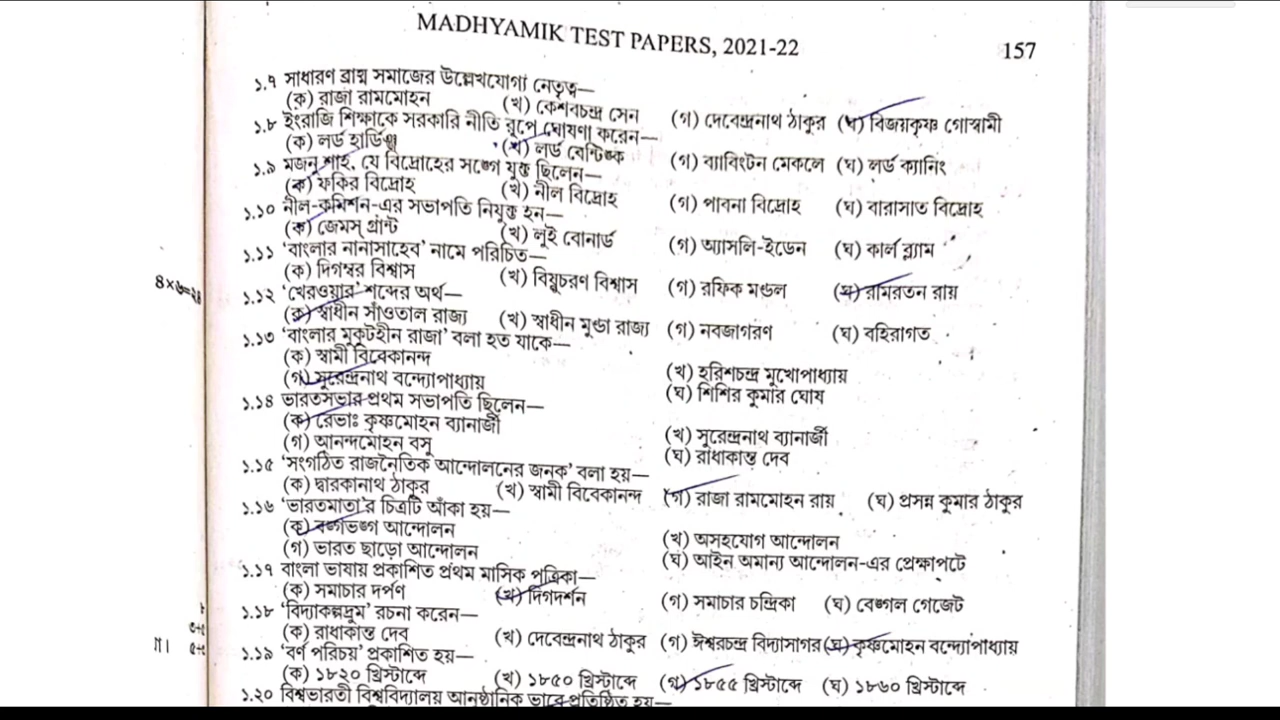 MADHYAMIK TEST PAPERS, 2021-22
157
১.৭ সাধারণ ব্রাহ্ম সমাজের উল্লেখযোগ্য নেতৃত্ব—
(ক) রাজা রামমোহন (খ) কেশবচন্দ্র সেন (গ) দেবেন্দ্রনাথ ঠাকুর (ঘ) বিজয়কৃষ্ণ গোস্বামী
১.৮ ইংরাজি শিক্ষাকে সরকারি নীতি রূপে ঘোষণা করেন—
(ক) লর্ড হার্ডিঞ্জ (খ) লর্ড বেন্টিঙ্ক (গ) ব্যাবিংটন মেকলে (ঘ) লর্ড ক্যানিং
১.৯ মজনু শাহ, যে বিদ্রোহের সঙ্গে যুক্ত ছিলেন—
(ক) ফকির বিদ্রোহ (খ) নীল বিদ্রোহ (গ) পাবনা বিদ্রোহ (ঘ) বারাসাত বিদ্রোহ
১.১০ নীল-কমিশন-এর সভাপতি নিযুক্ত হন—
(ক) জেমস্ গ্রান্ট (খ) লুই বোনার্ড (গ) অ্যাসলি-ইডেন (ঘ) কার্ল ব্ল্যাম
১.১১ ‘বাংলার নানাসাহেব’ নামে পরিচিত—
(ক) দিগম্বর বিশ্বাস (খ) বিষ্ণুচরণ বিশ্বাস (গ) রফিক মণ্ডল (ঘ) রামরতন রায়
১.১২ ‘খেরওয়ার’ শব্দের অর্থ—
(ক) স্বাধীন সাঁওতাল রাজ্য (খ) স্বাধীন মুন্ডা রাজ্য (গ) নবজাগরণ (ঘ) বহিরাগত
১.১৩ ‘বাংলার মুকুটহীন রাজা’ বলা হত যাকে—
(ক) স্বামী বিবেকানন্দ (খ) হরিশচন্দ্র মুখোপাধ্যায়
(গ) সুরেন্দ্রনাথ বন্দ্যোপাধ্যায় (ঘ) শিশির কুমার ঘোষ
১.১৪ ভারতসভার প্রথম সভাপতি ছিলেন—
(ক) রেভাঃ কৃষ্ণমোহন ব্যানার্জী (খ) সুরেন্দ্রনাথ ব্যানার্জী
(গ) আনন্দমোহন বসু (ঘ) রাধাকান্ত দেব
১.১৫ ‘সংগঠিত রাজনৈতিক আন্দোলনের জনক’ বলা হয়—
(ক) দ্বারকানাথ ঠাকুর (খ) স্বামী বিবেকানন্দ (গ) রাজা রামমোহন রায় (ঘ) প্রসন্ন কুমার ঠাকুর
১.১৬ ‘ভারতমাতা’র চিত্রটি আঁকা হয়—
(ক) বঙ্গভঙ্গ আন্দোলন (খ) অসহযোগ আন্দোলন
(গ) ভারত ছাড়ো আন্দোলন (ঘ) আইন অমান্য আন্দোলন-এর প্রেক্ষাপটে
১.১৭ বাংলা ভাষায় প্রকাশিত প্রথম মাসিক পত্রিকা—
(ক) সমাচার দর্পণ (খ) দিগদর্শন (গ) সমাচার চন্দ্রিকা (ঘ) বেঙ্গল গেজেট
১.১৮ ‘বিদ্যাকল্পদ্রুম’ রচনা করেন—
(ক) রাধাকান্ত দেব (খ) দেবেন্দ্রনাথ ঠাকুর (গ) ঈশ্বরচন্দ্র বিদ্যাসাগর (ঘ) কৃষ্ণমোহন বন্দ্যোপাধ্যায়
১.১৯ ‘বর্ণ পরিচয়’ প্রকাশিত হয়—
(ক) ১৮২০ খ্রিস্টাব্দে (খ) ১৮৫০ খ্রিস্টাব্দে (গ) ১৮৫৫ খ্রিস্টাব্দে (ঘ) ১৮৬০ খ্রিস্টাব্দে
১.২০ বিশ্বভারতী বিশ্ববিদ্যালয় আনুষ্ঠানিক ভাবে প্রতিষ্ঠিত হয়—